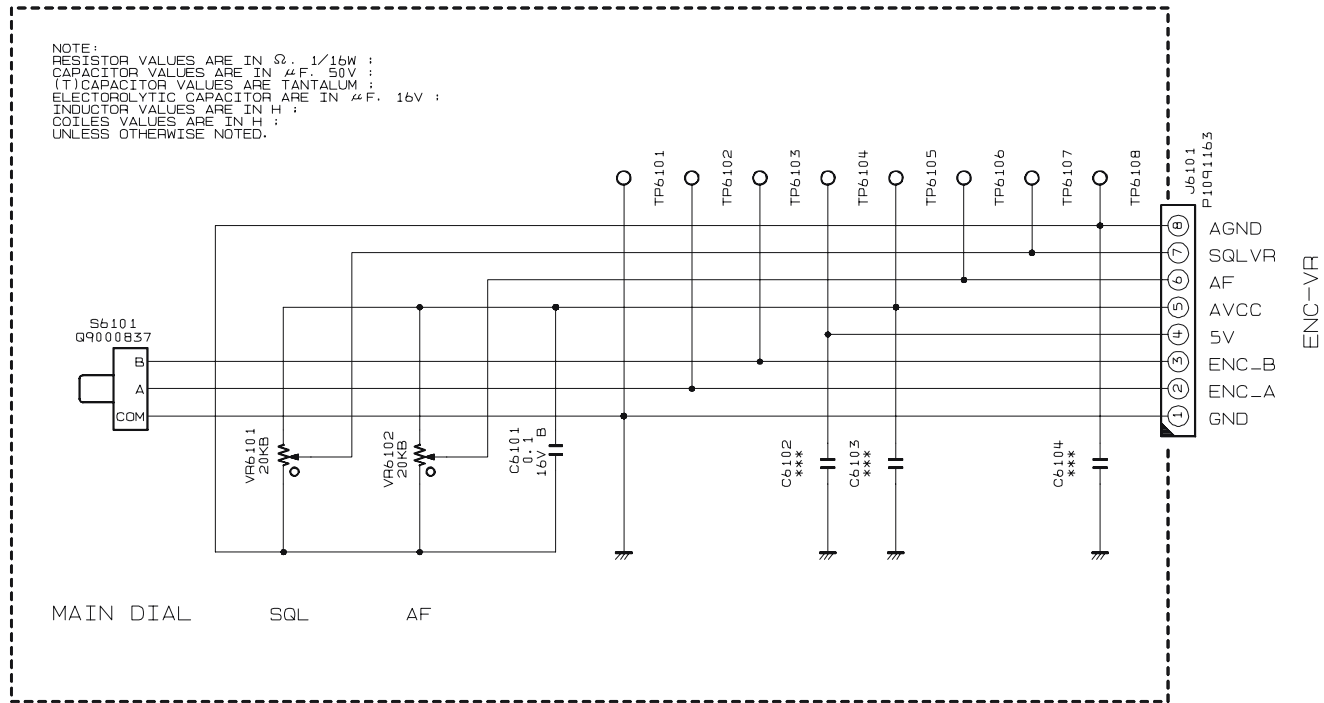 NOTE:
RESISTOR VALUES ARE IN Ω. 1/16W :
CAPACITOR VALUES ARE IN μF. 50V :
(T)CAPACITOR VALUES ARE TANTALUM :
ELECTOROLYTIC CAPACITOR ARE IN μF. 16V :
INDUCTOR VALUES ARE IN H :
COILES VALUES ARE IN H :
UNLESS OTHERWISE NOTED.
TP6101
TP6102
TP6103
TP6104
TP6105
TP6106
TP6107
TP6108
J6101
P1091163
8 AGND
7 SQLVR
6 AF
5 AVCC
4 5V
3 ENC_B
2 ENC_A
1 GND
ENC-VR
S6101
Q9000837
B
A
COM
VR6101
20KB
VR6102
20KB
C6101
0.1
16V B
C6102
***
C6103
***
C6104
***
MAIN DIAL
SQL
AF